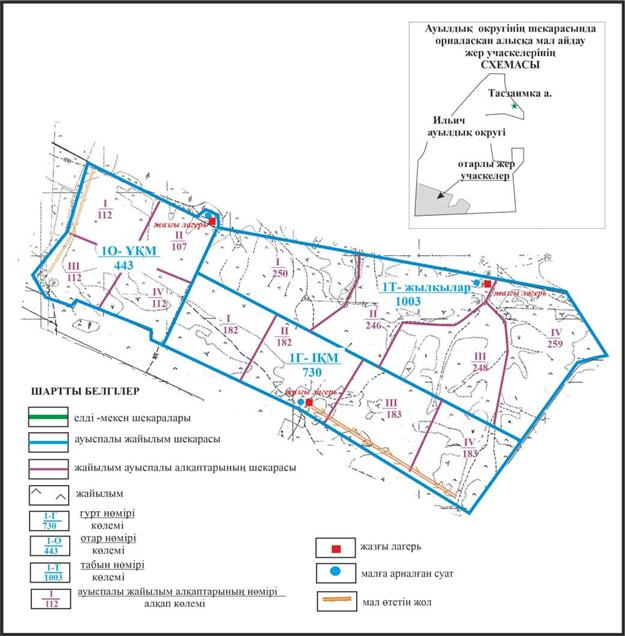 Ауылдық округінің шекарасында
орналаскан алысқа мал айдау
жер учаскелерінің
СХЕМАСЫ
Тасзаимка а.
Ильич
ауылдық округі
отарлы жер
учаскелер
I
112
II
107
жазғы лагерь
1О- ҰҚМ
443
III
112
IV
112
I
250
1Т- жылқылар
1003
жазғы лагерь
II
246
III
248
IV
259
I
182
II
182
1Г- ІҚМ
730
жазғы лагерь
III
183
IV
183
ШАРТТЫ БЕЛГІЛЕР
елді -мекен шекаралары
ауыспалы жайылым шекарасы
жайылым ауыспалы алқаптарының шекарасы
жайылым
1-Г
730
гурт нөмірі
көлемі
1-О
443
отар нөмірі
көлемі
1-Т
1003
табын нөмірі
көлемі
I
112
ауыспалы жайылым алқаптарының нөмірі
алқап көлемі
жазғы лагерь
малға арналған суат
мал өтетін жол